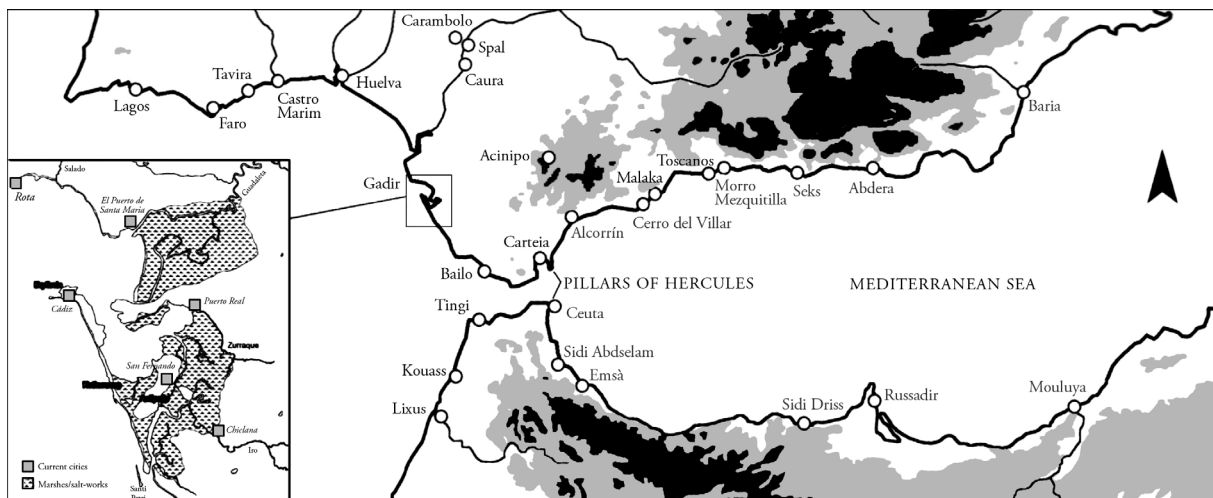 Carambolo
Spal
Caura
Huelva
Tavira
Castro
Marim
Lagos
Faro
Baria
Acinipo
Gadir
Toscanos
Malaka
Morro
Mezquitilla
Seks
Abdera
Cerro del Villar
Alcorrín
Carteia
Bailo
PILLARS OF HERCULES
MEDITERRANEAN SEA
Tingi
Ceuta
Sidi Abdselam
Emsà
Kouass
Lixus
Sidi Driss
Russadir
Mouluya
Salado
Rota
Guadaleta
El Puerto de
Santa María
Puerto Real
Cádiz
Zurraque
San Fernando
Chiclana
Iro
Current cities
Marshes/salt-works
Santi